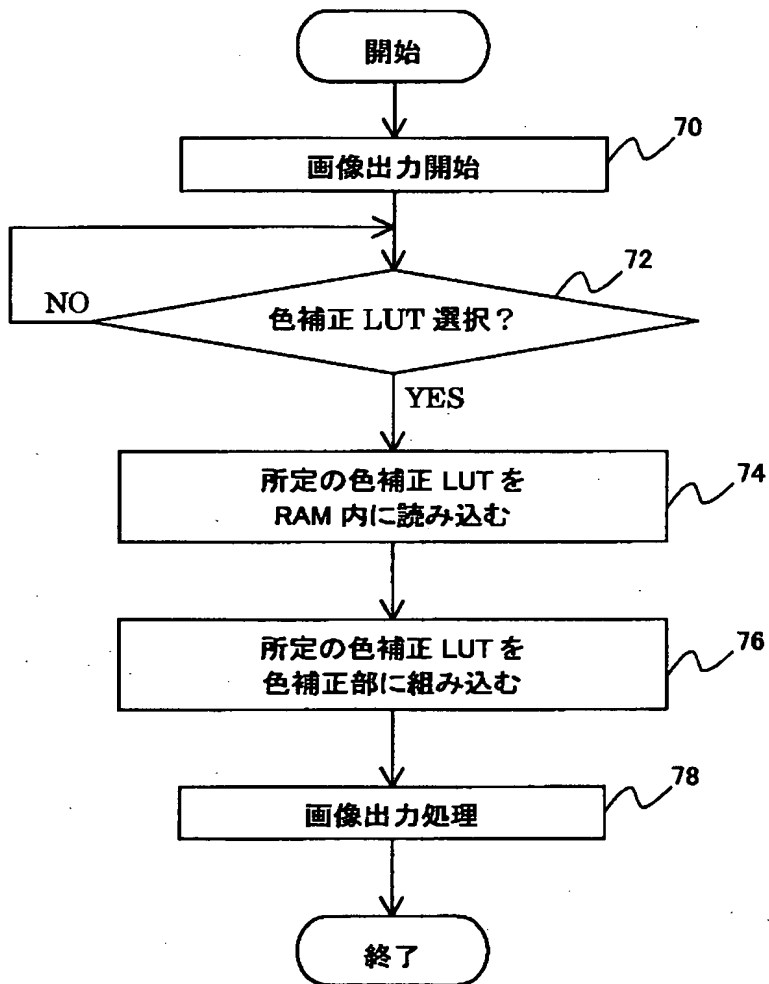 開始
画像出力開始
70
色補正 LUT 選択?
72
NO
YES
所定の色補正 LUT を
RAM 内に読み込む
74
所定の色補正 LUT を
色補正部に組み込む
76
画像出力処理
78
終了